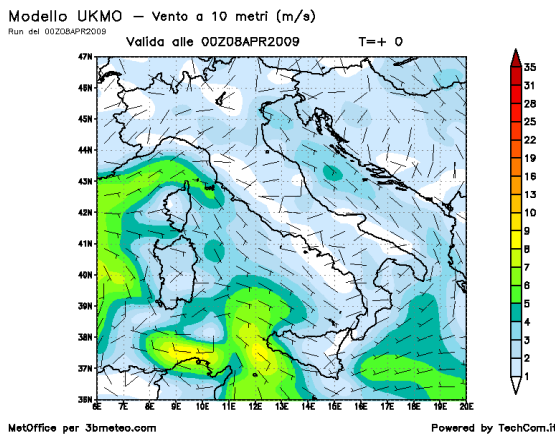 Modello UKMO – Vento a 10 metri (m/s)
Run del 00Z08APR2009
Valida alle 00Z08APR2009 T=+ 0
47N
46N
45N
44N
43N
42N
41N
40N
39N
38N
37N
36N
6E 7E 8E 9E 10E 11E 12E 13E 14E 15E 16E 17E 18E 19E 20E
35
31
28
25
22
19
16
13
10
9
8
7
6
5
4
3
2
1
MetOffice per 3bmeteo.com
Powered by TechCom.it